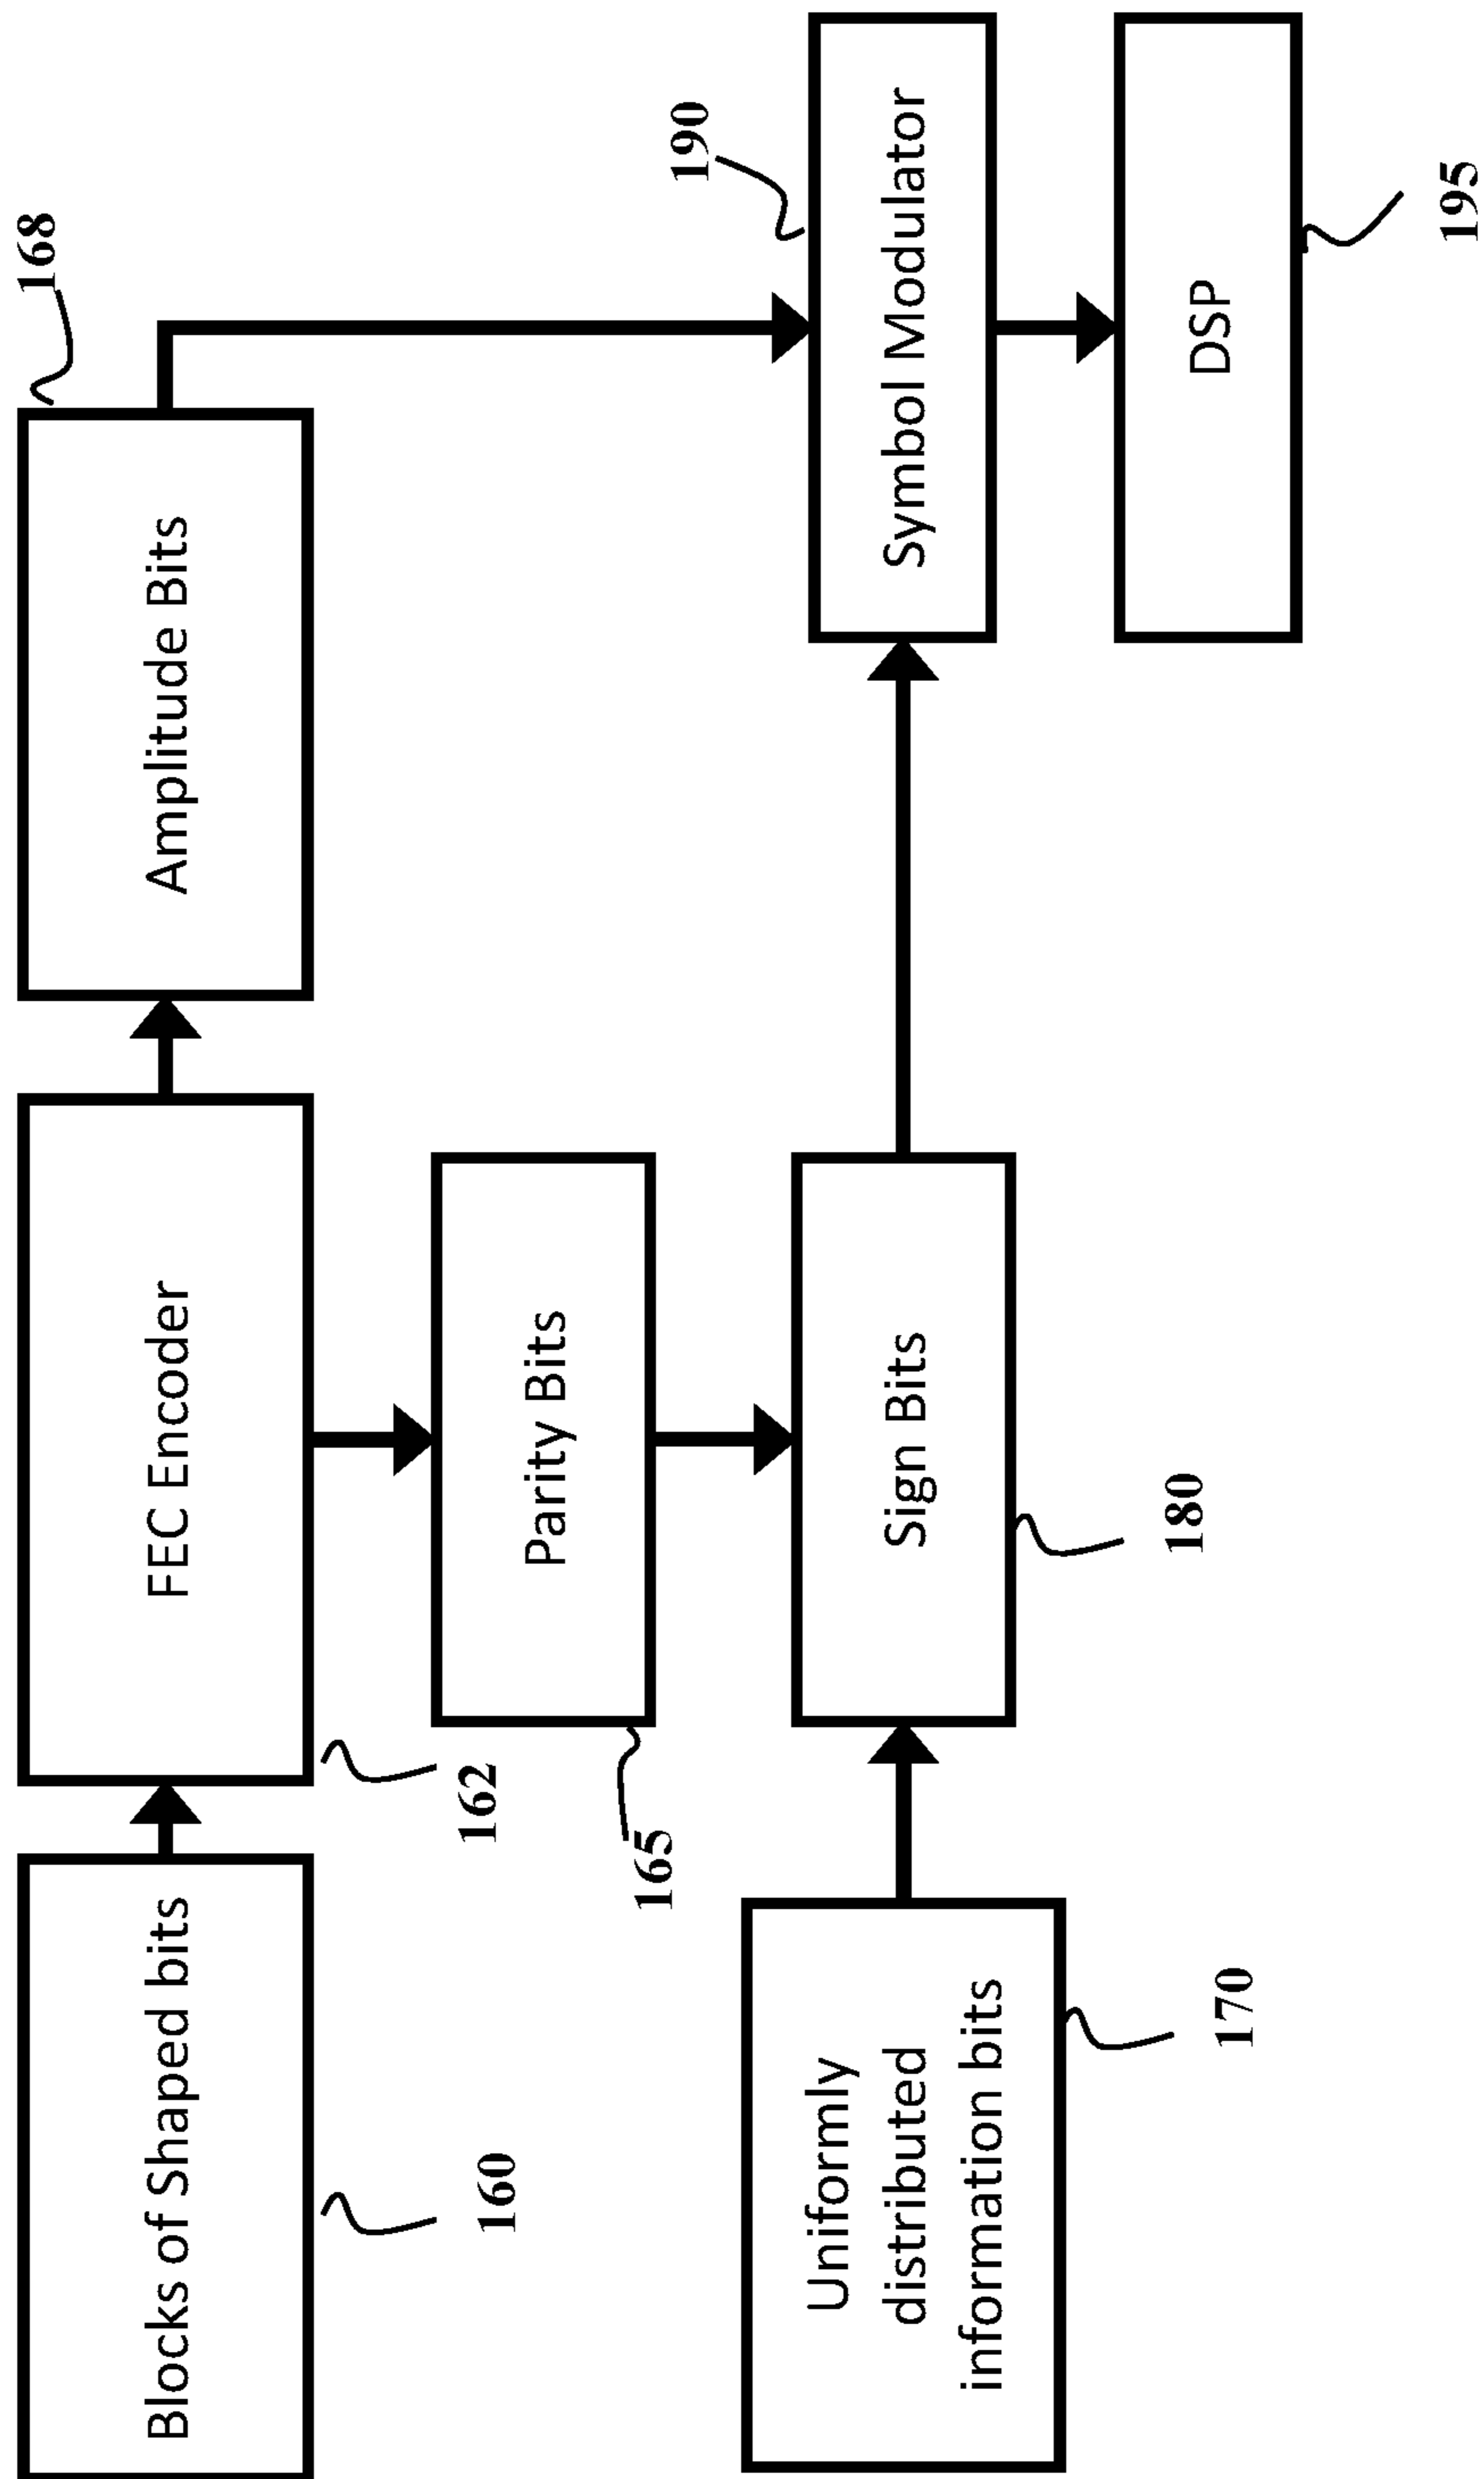 Blocks of Shaped bits
160
FEC Encoder
162
Amplitude Bits
168
Parity Bits
165
Uniformly
distributed
information bits
170
Sign Bits
180
Symbol Modulator
190
DSP
195